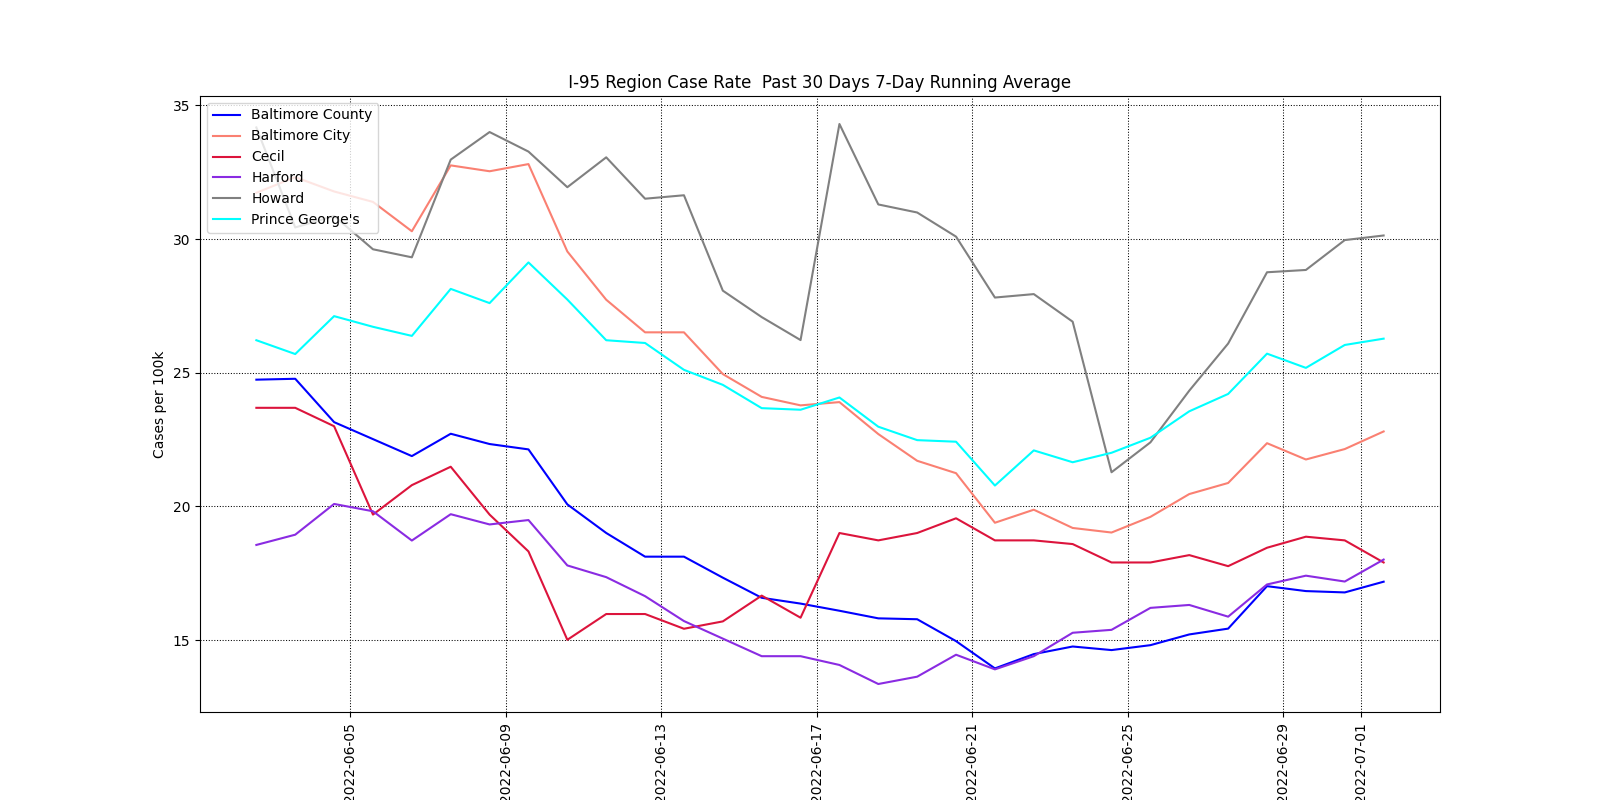 I-95 Region Case Rate  Past 30 Days 7-Day Running Average
Baltimore County
Baltimore City
Cecil
Harford
Howard
Prince George's
Cases per 100k
35
30
25
20
15
2022-06-05
2022-06-09
2022-06-13
2022-06-17
2022-06-21
2022-06-25
2022-06-29
2022-07-01